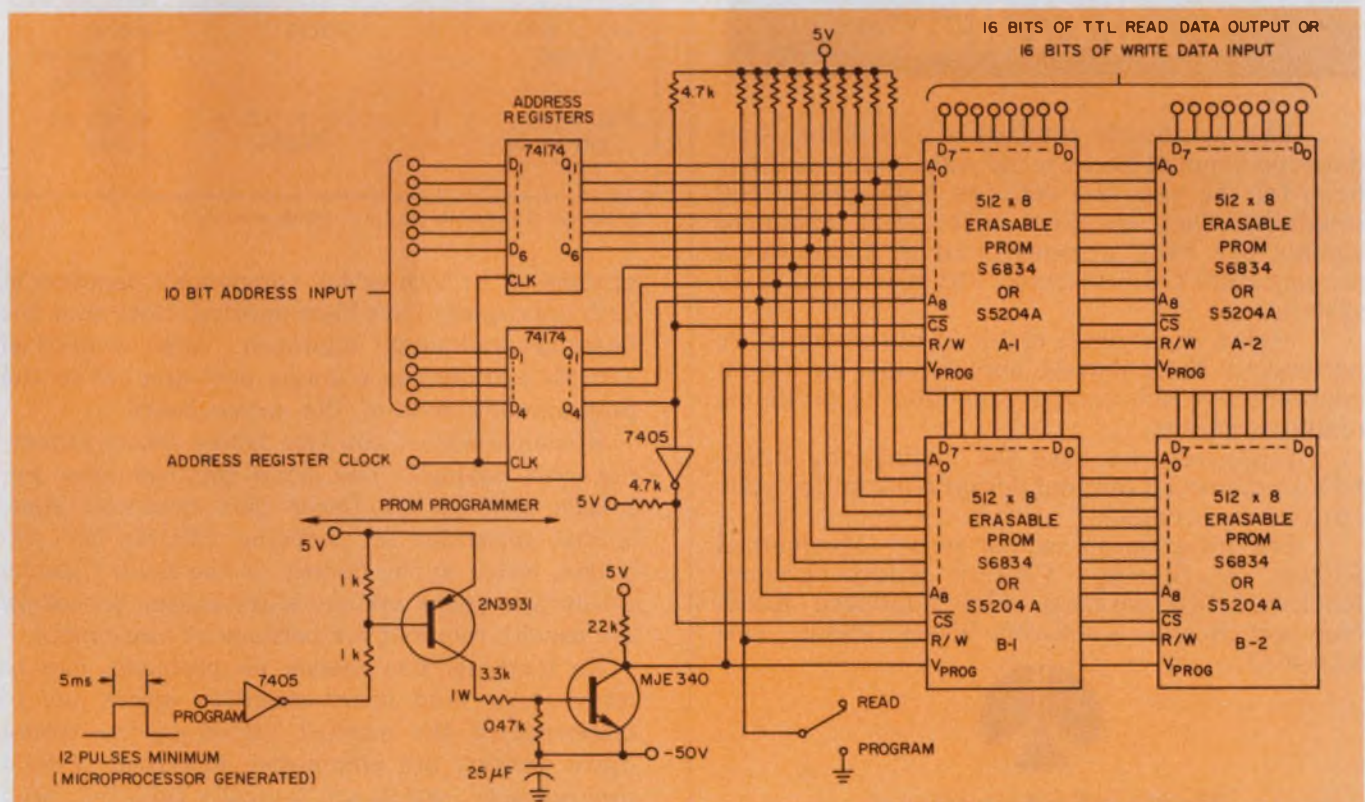 16 BITS OF TTL READ DATA OUTPUT OR
16 BITS OF WRITE DATA INPUT
5V
4.7k
ADDRESS
REGISTERS
74174
D1
Q1
D6
Q6
CLK
10 BIT ADDRESS INPUT
74174
D1
Q1
D4
Q4
CLK
ADDRESS REGISTER CLOCK
D7 D0
A0
512 x 8
ERASABLE
PROM
S6834
OR
S5204A
A8
CS
R/W A-1
VPROG
D7 D0
A0
512 x 8
ERASABLE
PROM
S6834
OR
S5204A
A8
CS
R/W A-2
VPROG
7405
4.7k
5V
PROM PROGRAMMER
5V
1k
2N3931
1k
3.3k
1W
5V
22k
MJE340
0.47k
-50V
25µF
5ms
7405
PROGRAM
12 PULSES MINIMUM
(MICROPROCESSOR GENERATED)
READ
PROGRAM
D7 D0
A0
512 x 8
ERASABLE
PROM
S6834
OR
S5204A
A8
CS
R/W B-1
VPROG
D7 D0
A0
512 x 8
ERASABLE
PROM
S6834
OR
S5204A
A8
CS
R/W B-2
VPROG